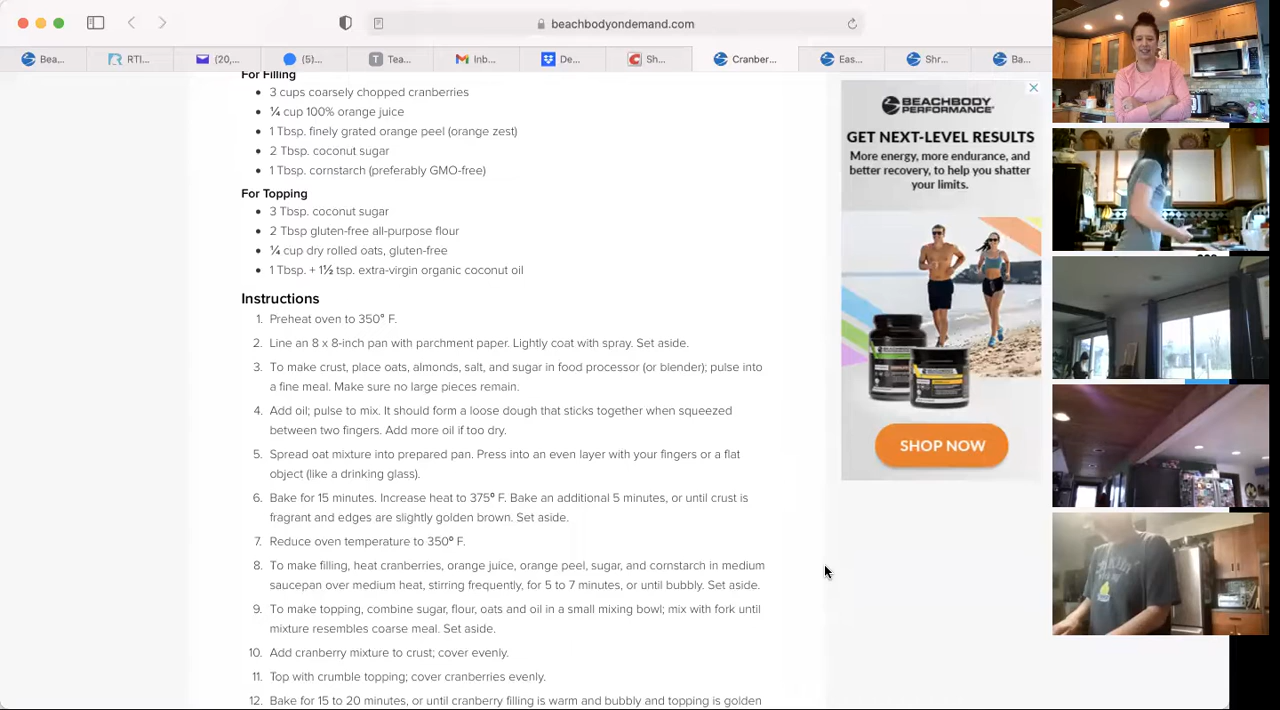 beachbodyondemand.com
Bea...
RTI...
(20,...
(5)...
Tea...
Inb...
De...
Sh...
Cranber...
Eas...
Shr...
Ba...
For Filling
3 cups coarsely chopped cranberries
¼ cup 100% orange juice
1 Tbsp. finely grated orange peel (orange zest)
2 Tbsp. coconut sugar
1 Tbsp. cornstarch (preferably GMO-free)
For Topping
3 Tbsp. coconut sugar
2 Tbsp gluten-free all-purpose flour
¼ cup dry rolled oats, gluten-free
1 Tbsp. + 1½ tsp. extra-virgin organic coconut oil
Instructions
1. Preheat oven to 350° F.
2. Line an 8 x 8-inch pan with parchment paper. Lightly coat with spray. Set aside.
3. To make crust, place oats, almonds, salt, and sugar in food processor (or blender); pulse into
a fine meal. Make sure no large pieces remain.
4. Add oil; pulse to mix. It should form a loose dough that sticks together when squeezed
between two fingers. Add more oil if too dry.
5. Spread oat mixture into prepared pan. Press into an even layer with your fingers or a flat
object (like a drinking glass).
6. Bake for 15 minutes. Increase heat to 375º F. Bake an additional 5 minutes, or until crust is
fragrant and edges are slightly golden brown. Set aside.
7. Reduce oven temperature to 350º F.
8. To make filling, heat cranberries, orange juice, orange peel, sugar, and cornstarch in medium
saucepan over medium heat, stirring frequently, for 5 to 7 minutes, or until bubbly. Set aside.
9. To make topping, combine sugar, flour, oats and oil in a small mixing bowl; mix with fork until
mixture resembles coarse meal. Set aside.
10. Add cranberry mixture to crust; cover evenly.
11. Top with crumble topping; cover cranberries evenly.
12. Bake for 15 to 20 minutes, or until cranberry filling is warm and bubbly and topping is golden
BEACHBODY
PERFORMANCE
GET NEXT-LEVEL RESULTS
More energy, more endurance, and
better recovery, to help you shatter
your limits.
SHOP NOW